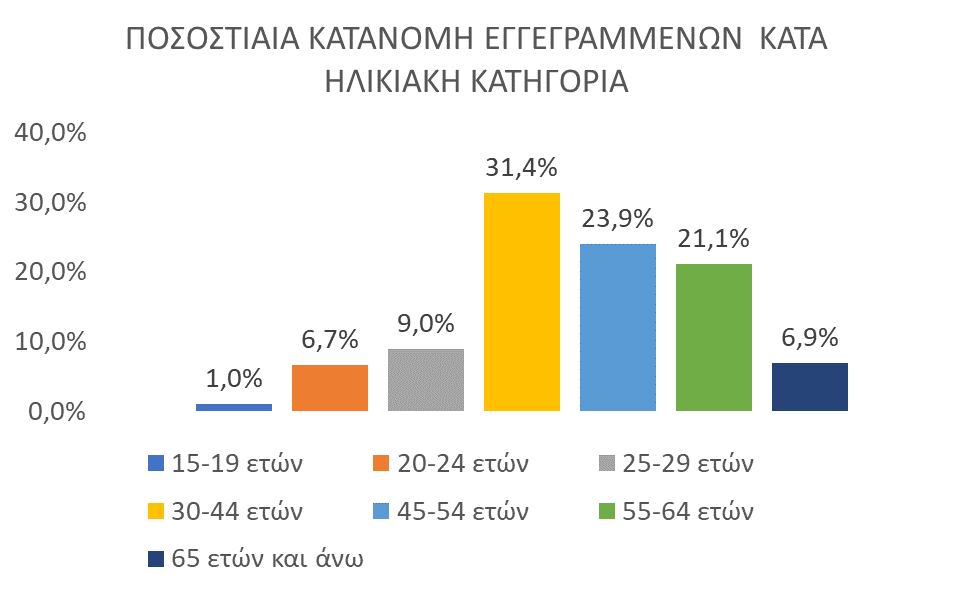 ΠΟΣΟΣΤΙΑΙΑ ΚΑΤΑΝΟΜΗ ΕΓΓΕΓΡΑΜΜΕΝΩΝ ΚΑΤΑ
ΗΛΙΚΙΑΚΗ ΚΑΤΗΓΟΡΙΑ
40,0%
30,0%
20,0%
10,0%
0,0%
1,0%
6,7%
9,0%
31,4%
23,9%
21,1%
6,9%
15-19 ετών
20-24 ετών
25-29 ετών
30-44 ετών
45-54 ετών
55-64 ετών
65 ετών και άνω